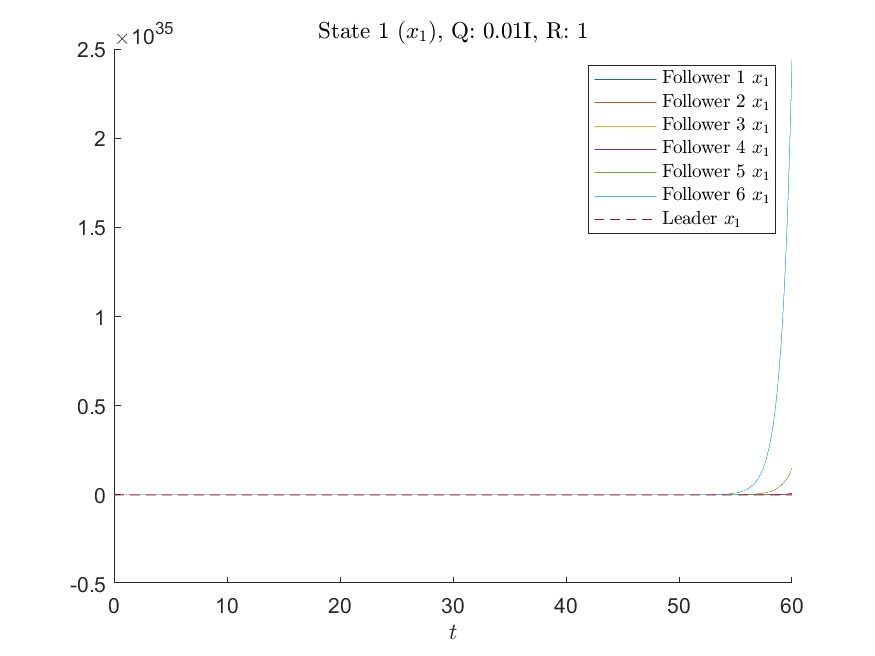 State 1 (x₁), Q: 0.01I, R: 1
×10³⁵
2.5
2
1.5
1
0.5
0
-0.5
Follower 1 x₁
Follower 2 x₁
Follower 3 x₁
Follower 4 x₁
Follower 5 x₁
Follower 6 x₁
Leader x₁
0 10 20 30 40 50 60
t